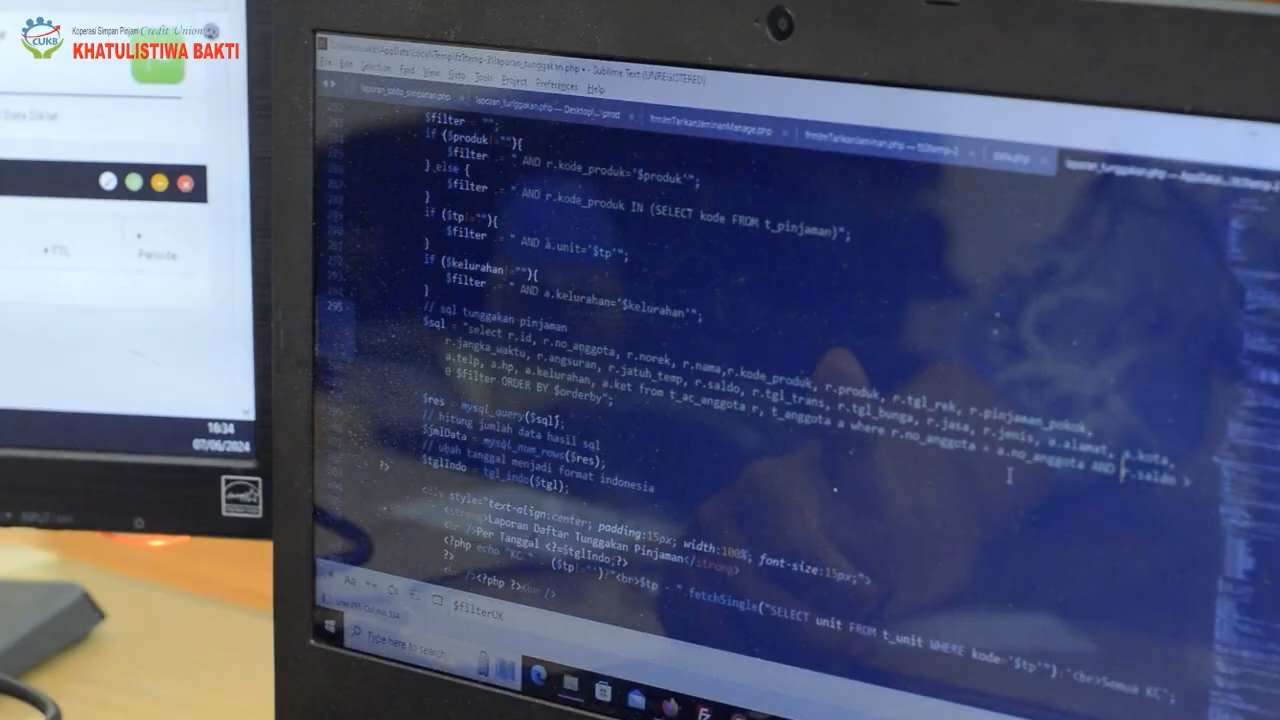 Koperasi Simpan Pinjam Credit Union
CUKB
KHATULISTIWA BAKTI
Periode
16:34
07/06/2024
laporan_tunggakan.php • - Sublime Text (UNREGISTERED)
File Edit Selection Find View Goto Tools Project Preferences Help
laporan_saldo_simpanan.php
laporan_tunggakan.php — Desktop\...\prod
$filter = "";
if ($produk!=""){
$filter .= " AND r.kode_produk='$produk'";
} else {
$filter .= " AND r.kode_produk IN (SELECT kode FROM t_pinjaman)";
}
if ($tp!=""){
$filter .= " AND a.unit='$tp'";
}
if ($kelurahan!=""){
$filter .= " AND a.kelurahan='$kelurahan'";
}
295
// sql tunggakan pinjaman
$sql = "select r.id, r.no_anggota, r.norek, r.nama,r.kode_produk, r.produk, r.tgl_rek, r.pinjaman_pokok,
r.jangka_waktu, r.angsuran, r.jatuh_temp, r.saldo, r.tgl_trans, r.tgl_bunga, r.jasa, r.jenis, a.alamat, a.kota,
a.telp, a.hp, a.kelurahan, a.ket from t_ac_anggota r, t_anggota a where r.no_anggota = a.no_anggota AND r.saldo >
0 $filter ORDER BY $orderby";
$res = mysql_query($sql);
// hitung jumlah data hasil sql
$jmlData = mysql_num_rows($res);
// ubah tanggal menjadi format indonesia
$tglIndo = tgl_indo($tgl);
?>
<div style="text-align:center; padding:15px; width:100%; font-size:15px;">
<strong>Laporan Daftar Tunggakan Pinjaman</strong>
<br />Per Tanggal <?=$tglIndo;?>
<?php echo "KC " . ($tp!='')?"<br>$tp - ".fetchSingle("SELECT unit FROM t_unit WHERE kode='$tp'"):"<br>Semua KC";
?>
<br /><?php ?><br />
$filterUK
Type here to search